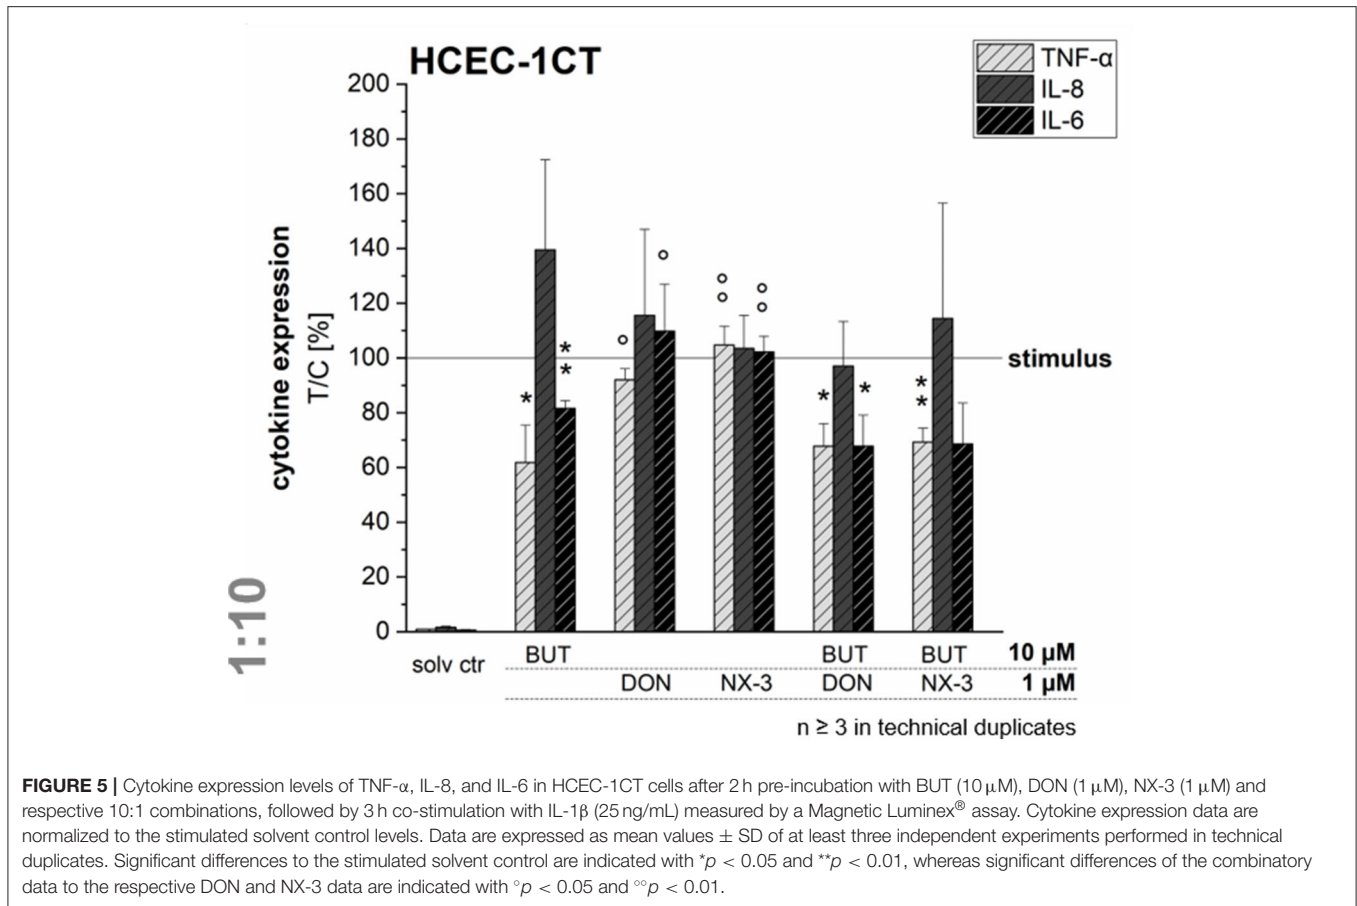 HCEC-1CT
TNF-α
IL-8
IL-6
cytokine expression
T/C [%]
200
180
160
140
120
100
80
60
40
20
0
stimulus
* ** ° ° °° °° * * **
1:10
solv ctr
BUT BUT BUT 10 µM
DON NX-3 DON NX-3 1 µM
n ≥ 3 in technical duplicates
FIGURE 5 | Cytokine expression levels of TNF-α, IL-8, and IL-6 in HCEC-1CT cells after 2 h pre-incubation with BUT (10 µM), DON (1 µM), NX-3 (1 µM) and
respective 10:1 combinations, followed by 3 h co-stimulation with IL-1β (25 ng/mL) measured by a Magnetic Luminex® assay. Cytokine expression data are
normalized to the stimulated solvent control levels. Data are expressed as mean values ± SD of at least three independent experiments performed in technical
duplicates. Significant differences to the stimulated solvent control are indicated with *p < 0.05 and **p < 0.01, whereas significant differences of the combinatory
data to the respective DON and NX-3 data are indicated with °p < 0.05 and °°p < 0.01.